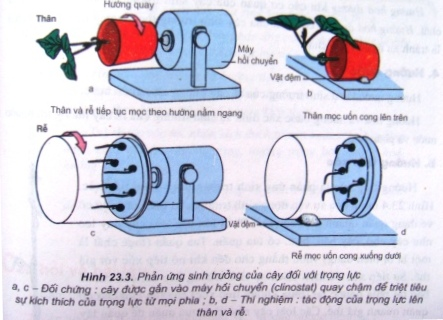 Hướng quay
Thân
Máy
hồi chuyển
Vật đệm
a
b
Thân và rễ tiếp tục mọc theo hướng nằm ngang
Thân mọc uốn cong lên trên
Rễ
Vật đệm
c
d
Rễ mọc uốn cong xuống dưới
Hình 23.3. Phản ứng sinh trưởng của cây đối với trọng lực
a, c – Đối chứng : cây được gắn vào máy hồi chuyển (clinostat) quay chậm để triệt tiêu
sự kích thích của trọng lực từ mọi phía ; b, d – Thí nghiệm : tác động của trọng lực lên
thân và rễ.